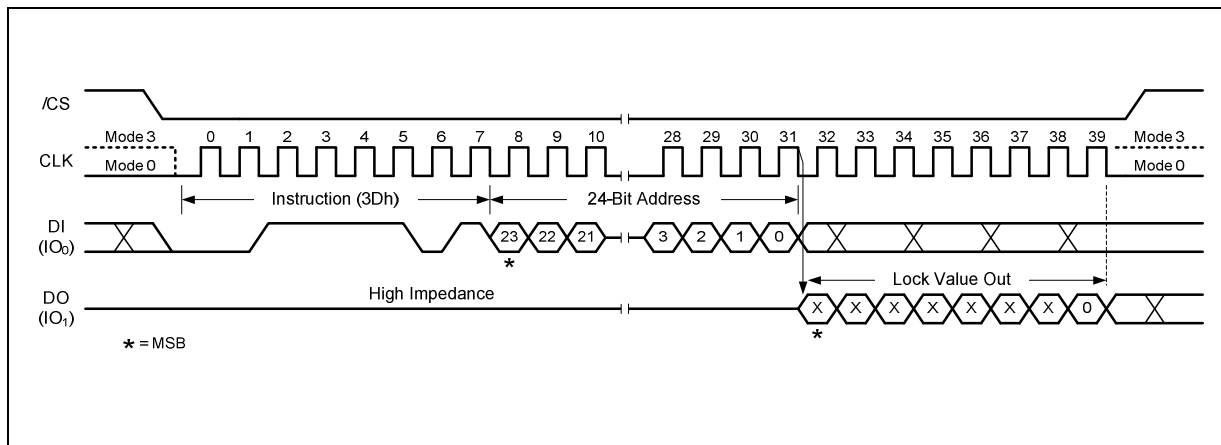 /CS
Mode 3 0 1 2 3 4 5 6 7 8 9 10 28 29 30 31 32 33 34 35 36 37 38 39 Mode 3
CLK
Mode 0 Mode 0
Instruction (3Dh) 24-Bit Address
DI
(IO₀)
23 22 21 3 2 1 0
*
Lock Value Out
High Impedance
DO
(IO₁)
X X X X X X X 0
*
* = MSB